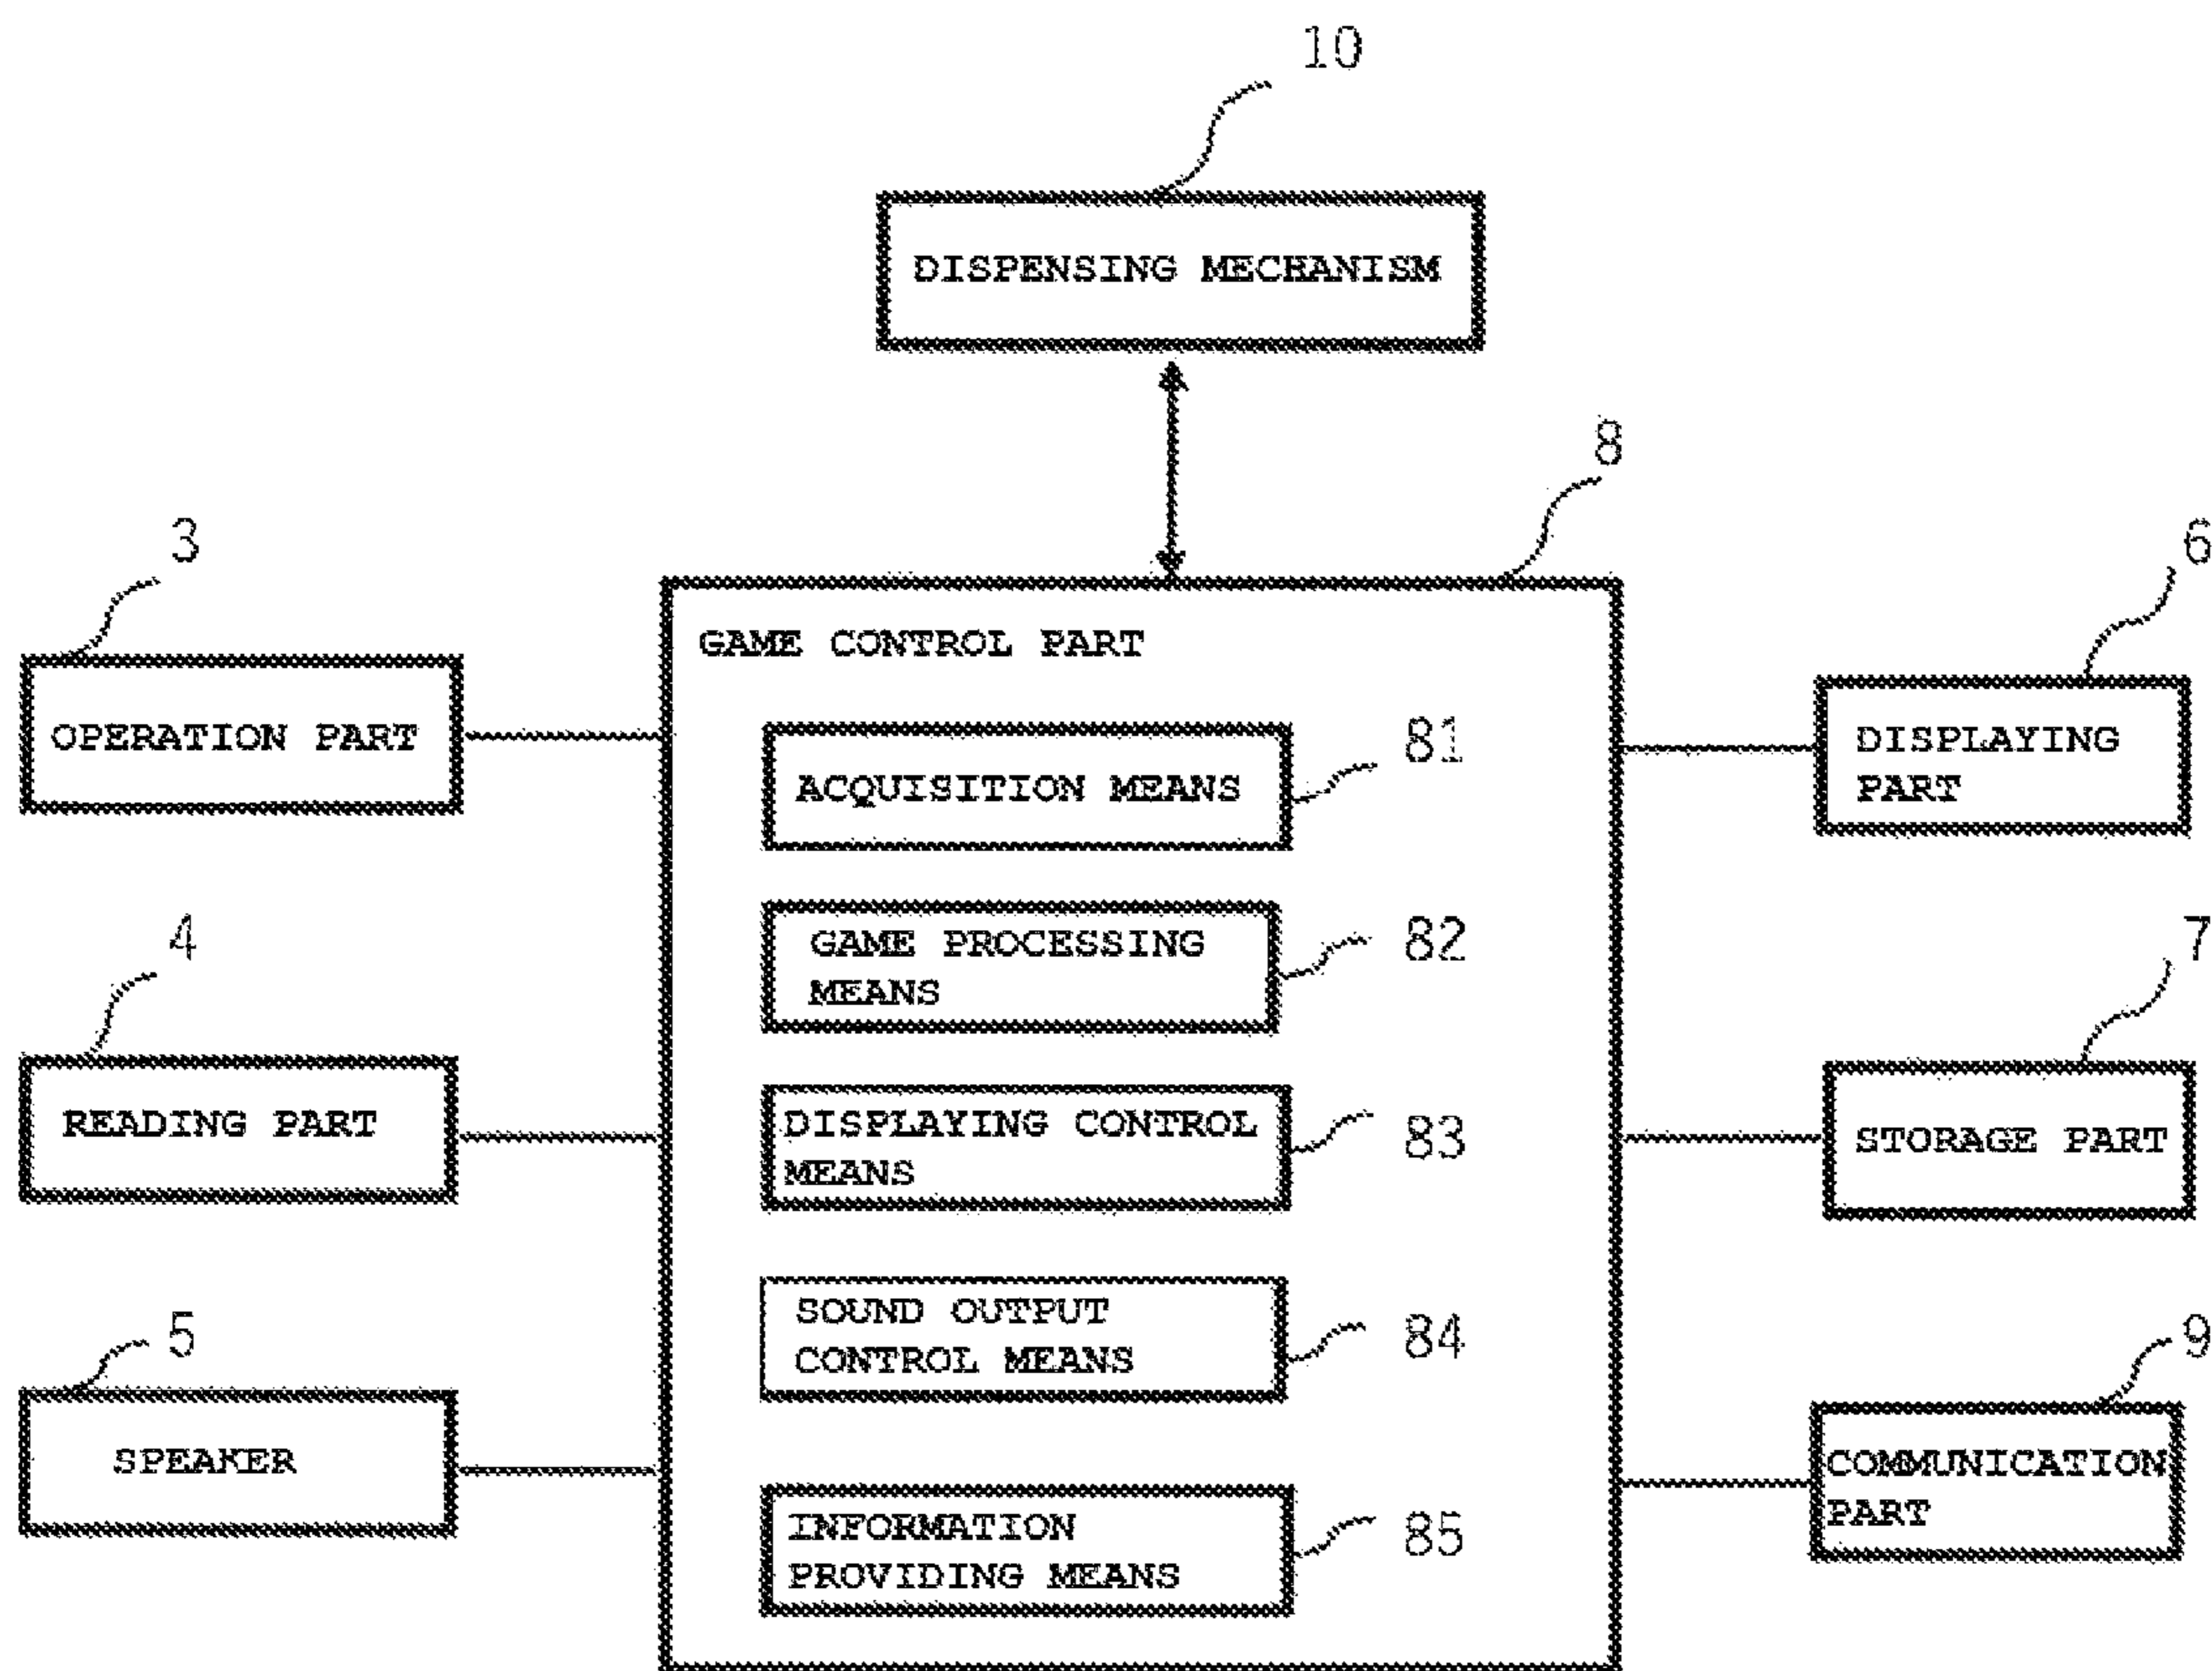 10
DISPENSING MECHANISM
8
3
6
GAME CONTROL PART
OPERATION PART
81
ACQUISITION MEANS
DISPLAYING
PART
4
82
GAME PROCESSING
MEANS
7
READING PART
83
DISPLAYING CONTROL
MEANS
STORAGE PART
5
84
SOUND OUTPUT
CONTROL MEANS
9
SPEAKER
COMMUNICATION
PART
85
INFORMATION
PROVIDING MEANS